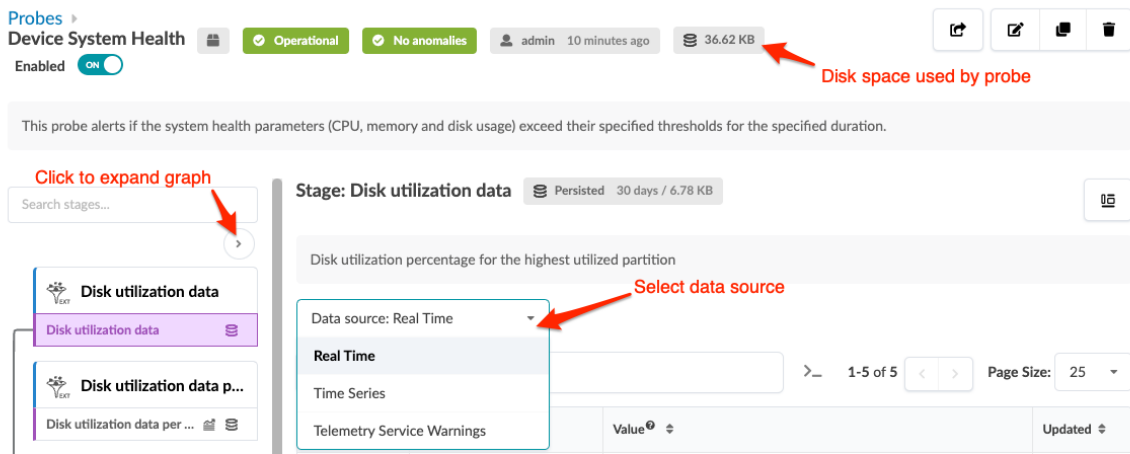 Probes
Device System Health
Operational
No anomalies
admin 10 minutes ago
36.62 KB
Enabled
ON
Disk space used by probe
This probe alerts if the system health parameters (CPU, memory and disk usage) exceed their specified thresholds for the specified duration.
Click to expand graph
Search stages...
Stage: Disk utilization data
Persisted 30 days / 6.78 KB
Disk utilization percentage for the highest utilized partition
Select data source
EXT
Disk utilization data
Disk utilization data
EXT
Disk utilization data p...
Disk utilization data per ...
Data source: Real Time
Real Time
Time Series
Telemetry Service Warnings
1-5 of 5
Page Size: 25
Value
Updated